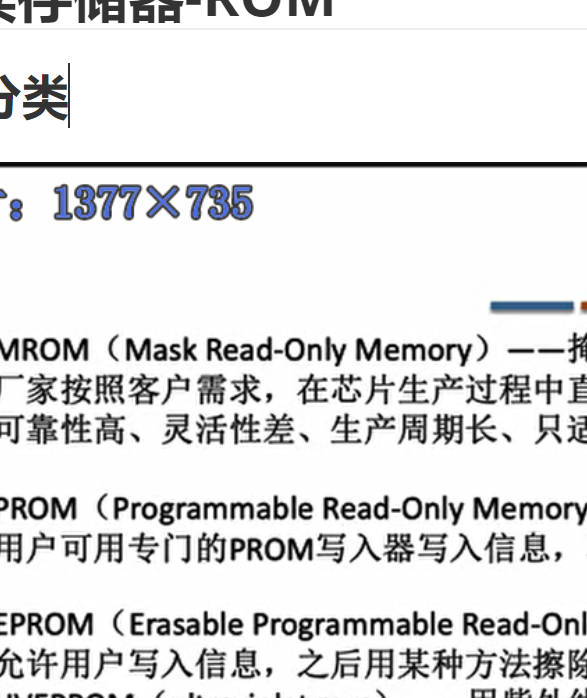 存储器-ROM
分类
：1377×735
MROM（Mask Read-Only Memory）——掩
厂家按照客户需求，在芯片生产过程中直
可靠性高、灵活性差、生产周期长、只适
PROM（Programmable Read-Only Memory
用户可用专门的PROM写入器写入信息，
EPROM（Erasable Programmable Read-Onl
允许用户写入信息，之后用某种方法擦除